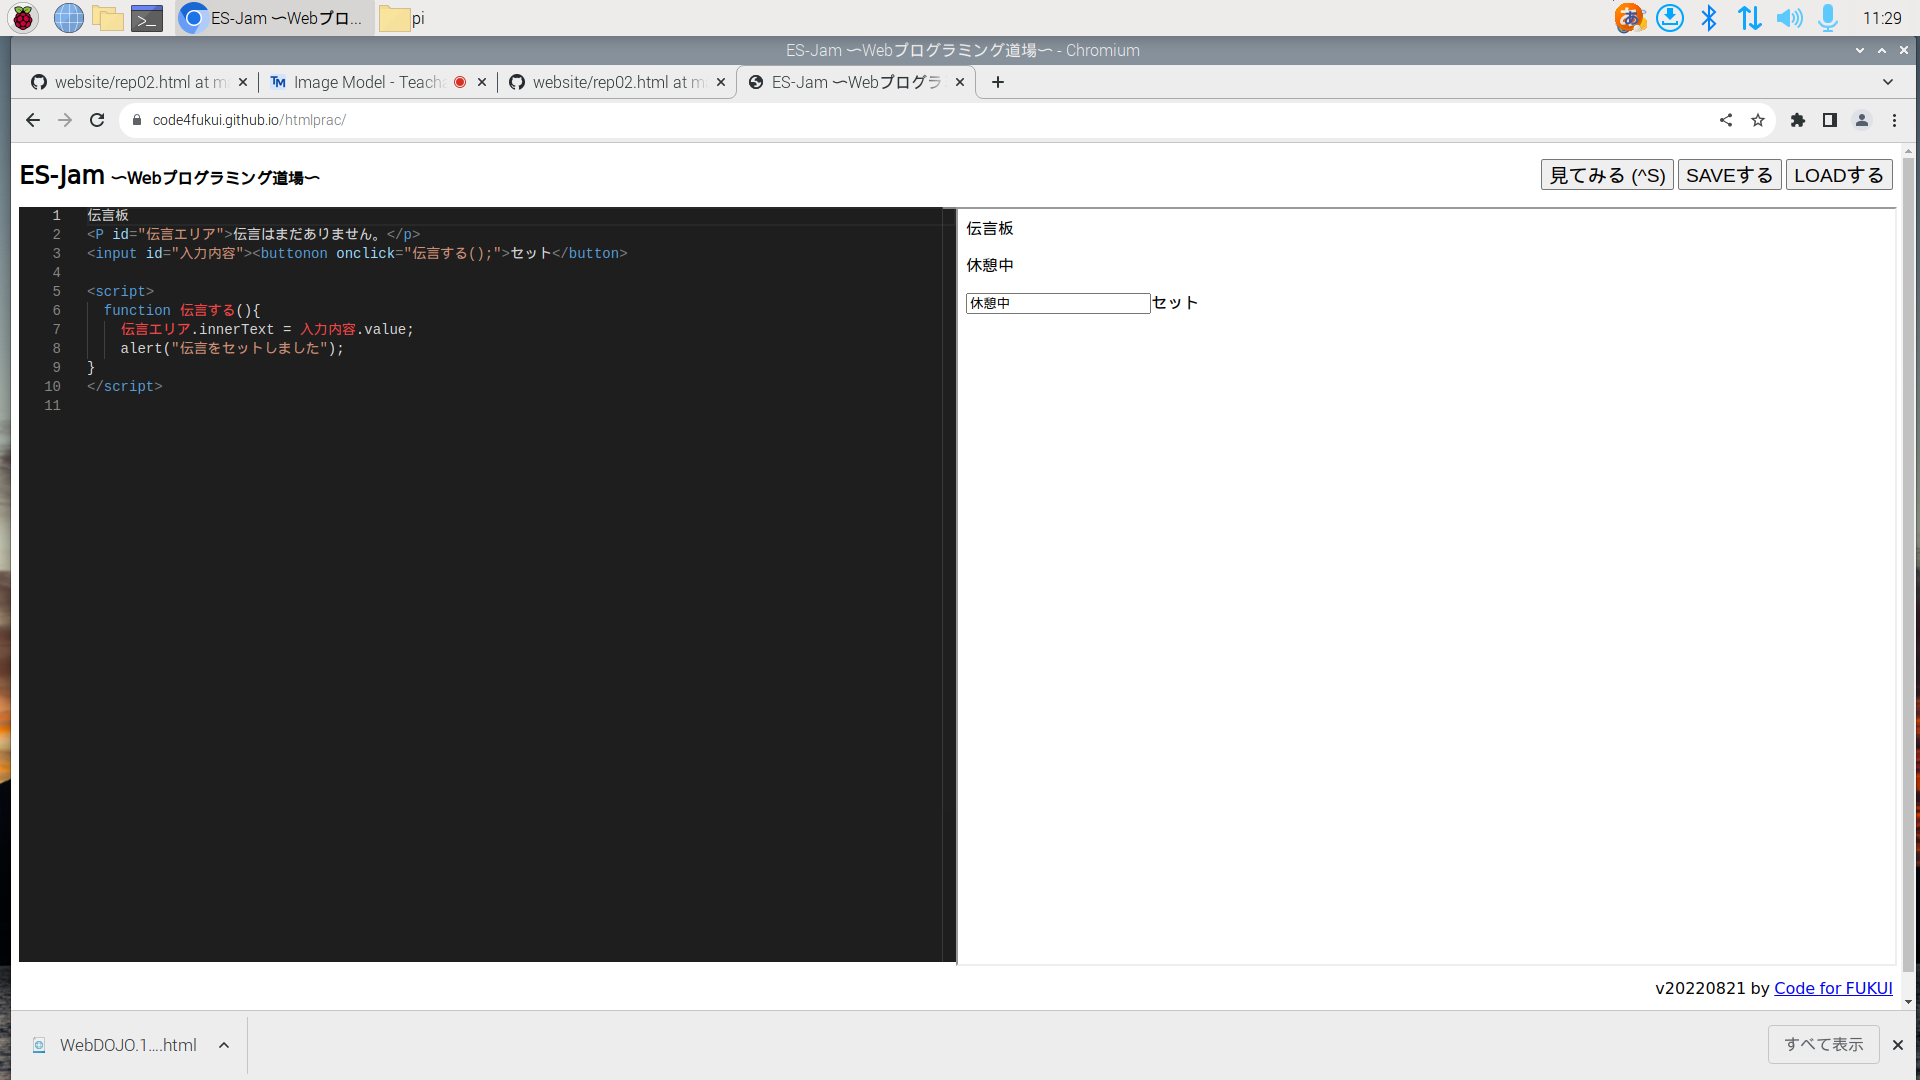 ES-Jam 〜Webプロ...
pi
あ
11:29
ES-Jam 〜Webプログラミング道場〜 - Chromium
website/rep02.html at m
Image Model - Teach
website/rep02.html at m
ES-Jam 〜Webプログラ
code4fukui.github.io/htmlprac/
ES-Jam 〜Webプログラミング道場〜
見てみる (^S)
SAVEする
LOADする
1 伝言板
2 <P id="伝言エリア">伝言はまだありません。</p>
3 <input id="入力内容"><buttonon onclick="伝言する();">セット</button>
4
5 <script>
6 function 伝言する(){
7 伝言エリア.innerText = 入力内容.value;
8 alert("伝言をセットしました");
9 }
10 </script>
11
伝言板
休憩中
休憩中 セット
v20220821 by Code for FUKUI
WebDOJO.1....html
すべて表示